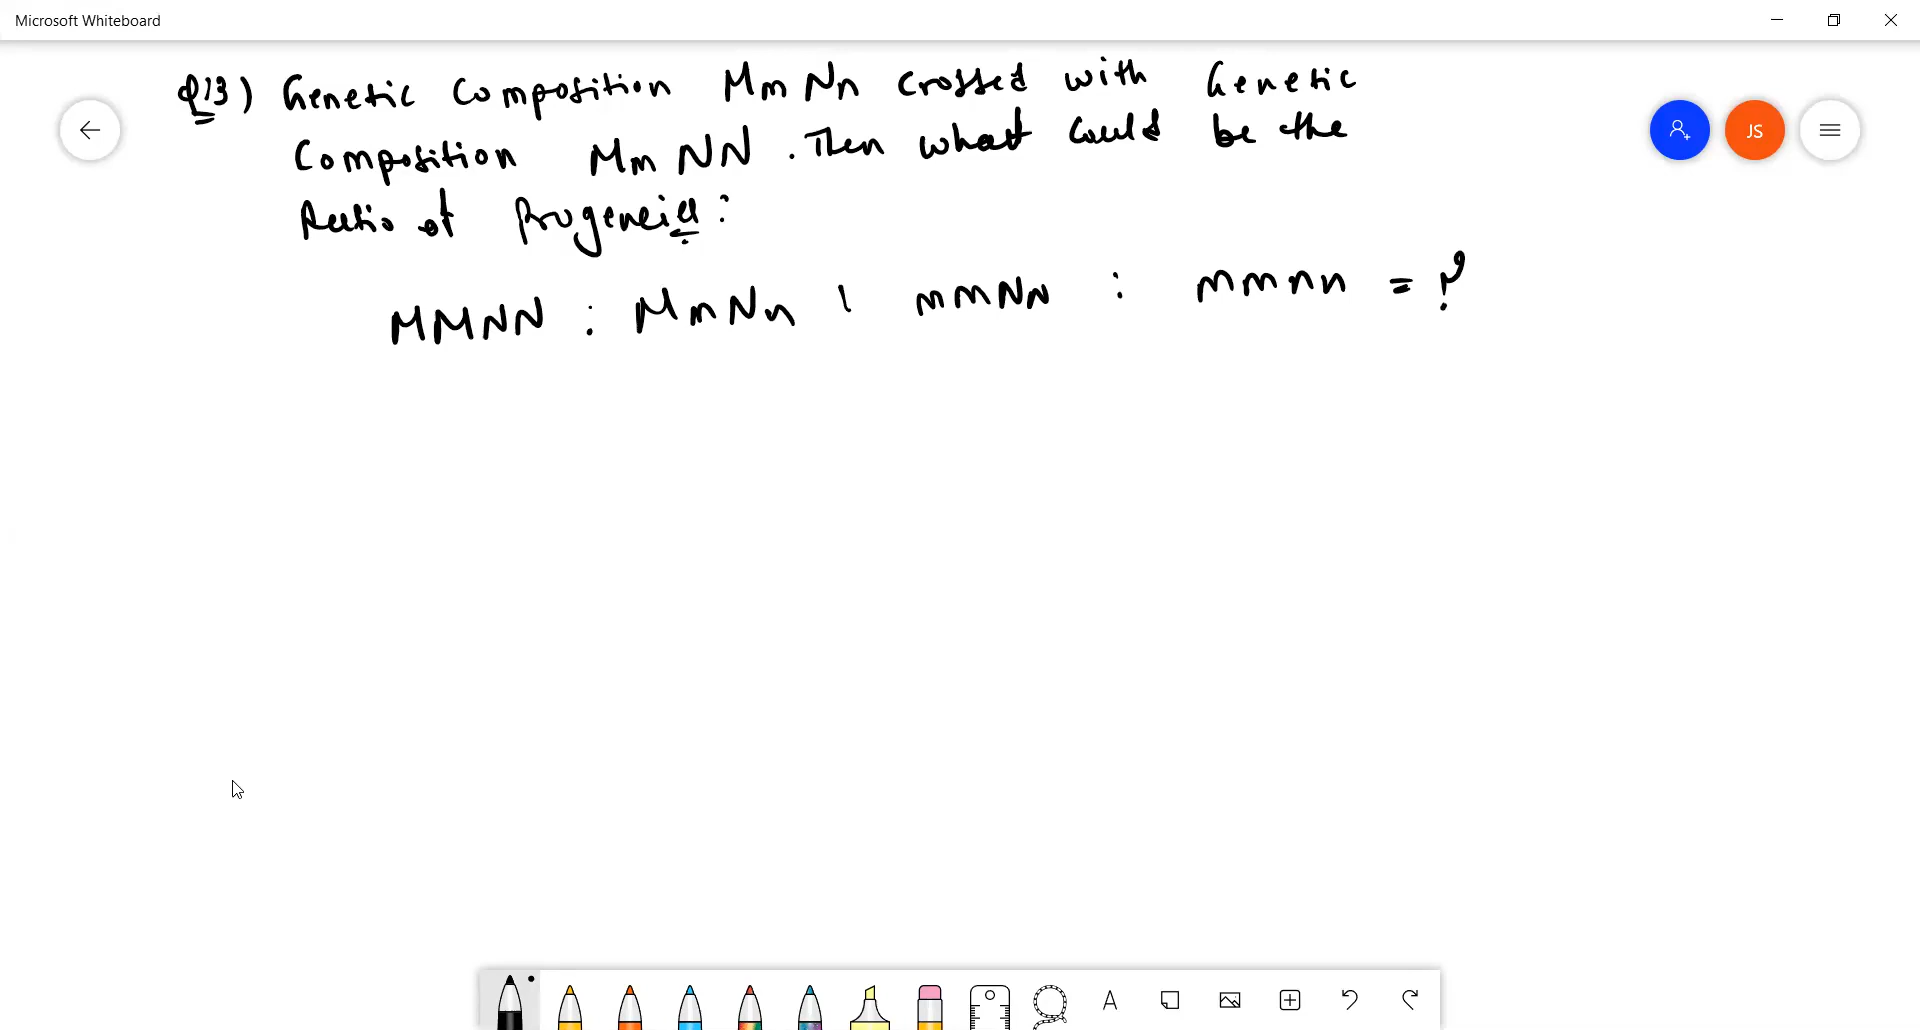 Microsoft Whiteboard
Q13) Genetic Composition MmNn crossed with Genetic
JS
Composition MmNN. Then what could be the
Ratio of Progenies:
MMNN : MmNn : mmNn : mmnn = ?
A